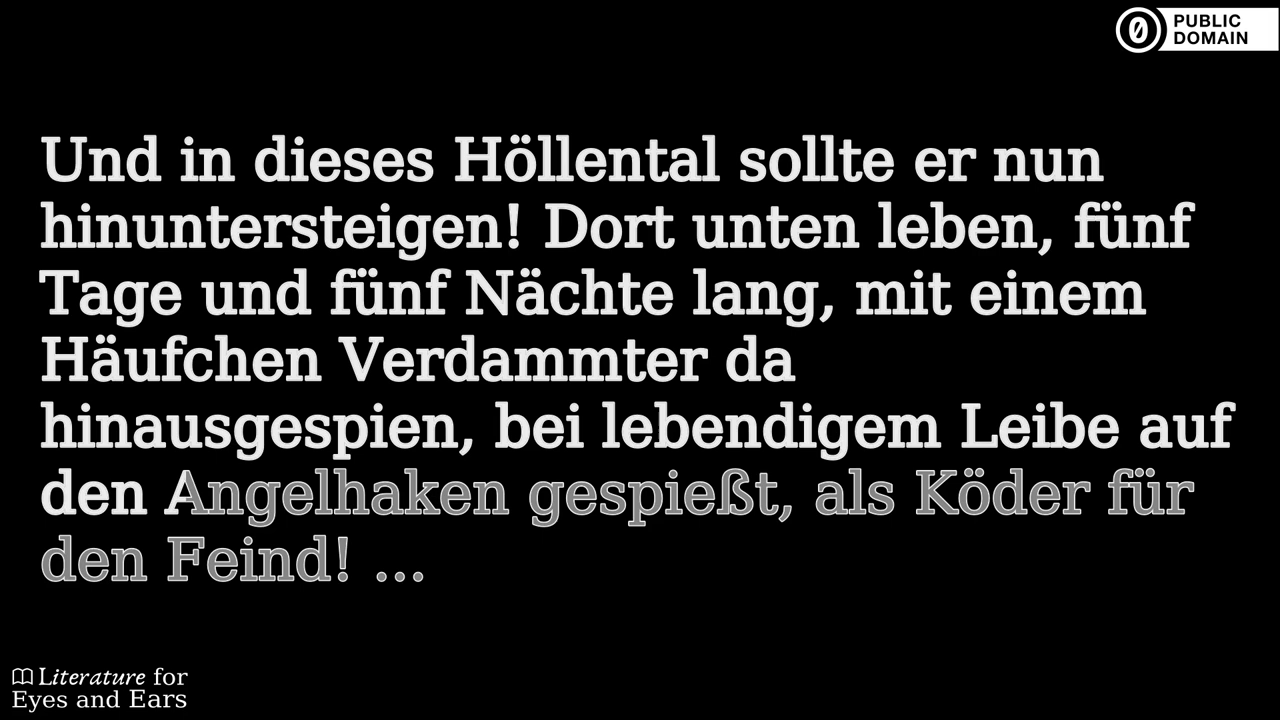 PUBLIC
DOMAIN
Und in dieses Höllental sollte er nun
hinuntersteigen! Dort unten leben, fünf
Tage und fünf Nächte lang, mit einem
Häufchen Verdammter da
hinausgespien, bei lebendigem Leibe auf
den Angelhaken gespießt, als Köder für
den Feind! ...
Literature for
Eyes and Ears